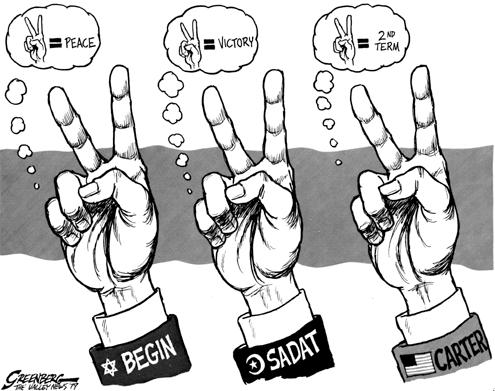 = PEACE
= VICTORY
= 2ND
TERM
BEGIN
SADAT
CARTER
GREENBERG
THE VALLEY NEWS '79